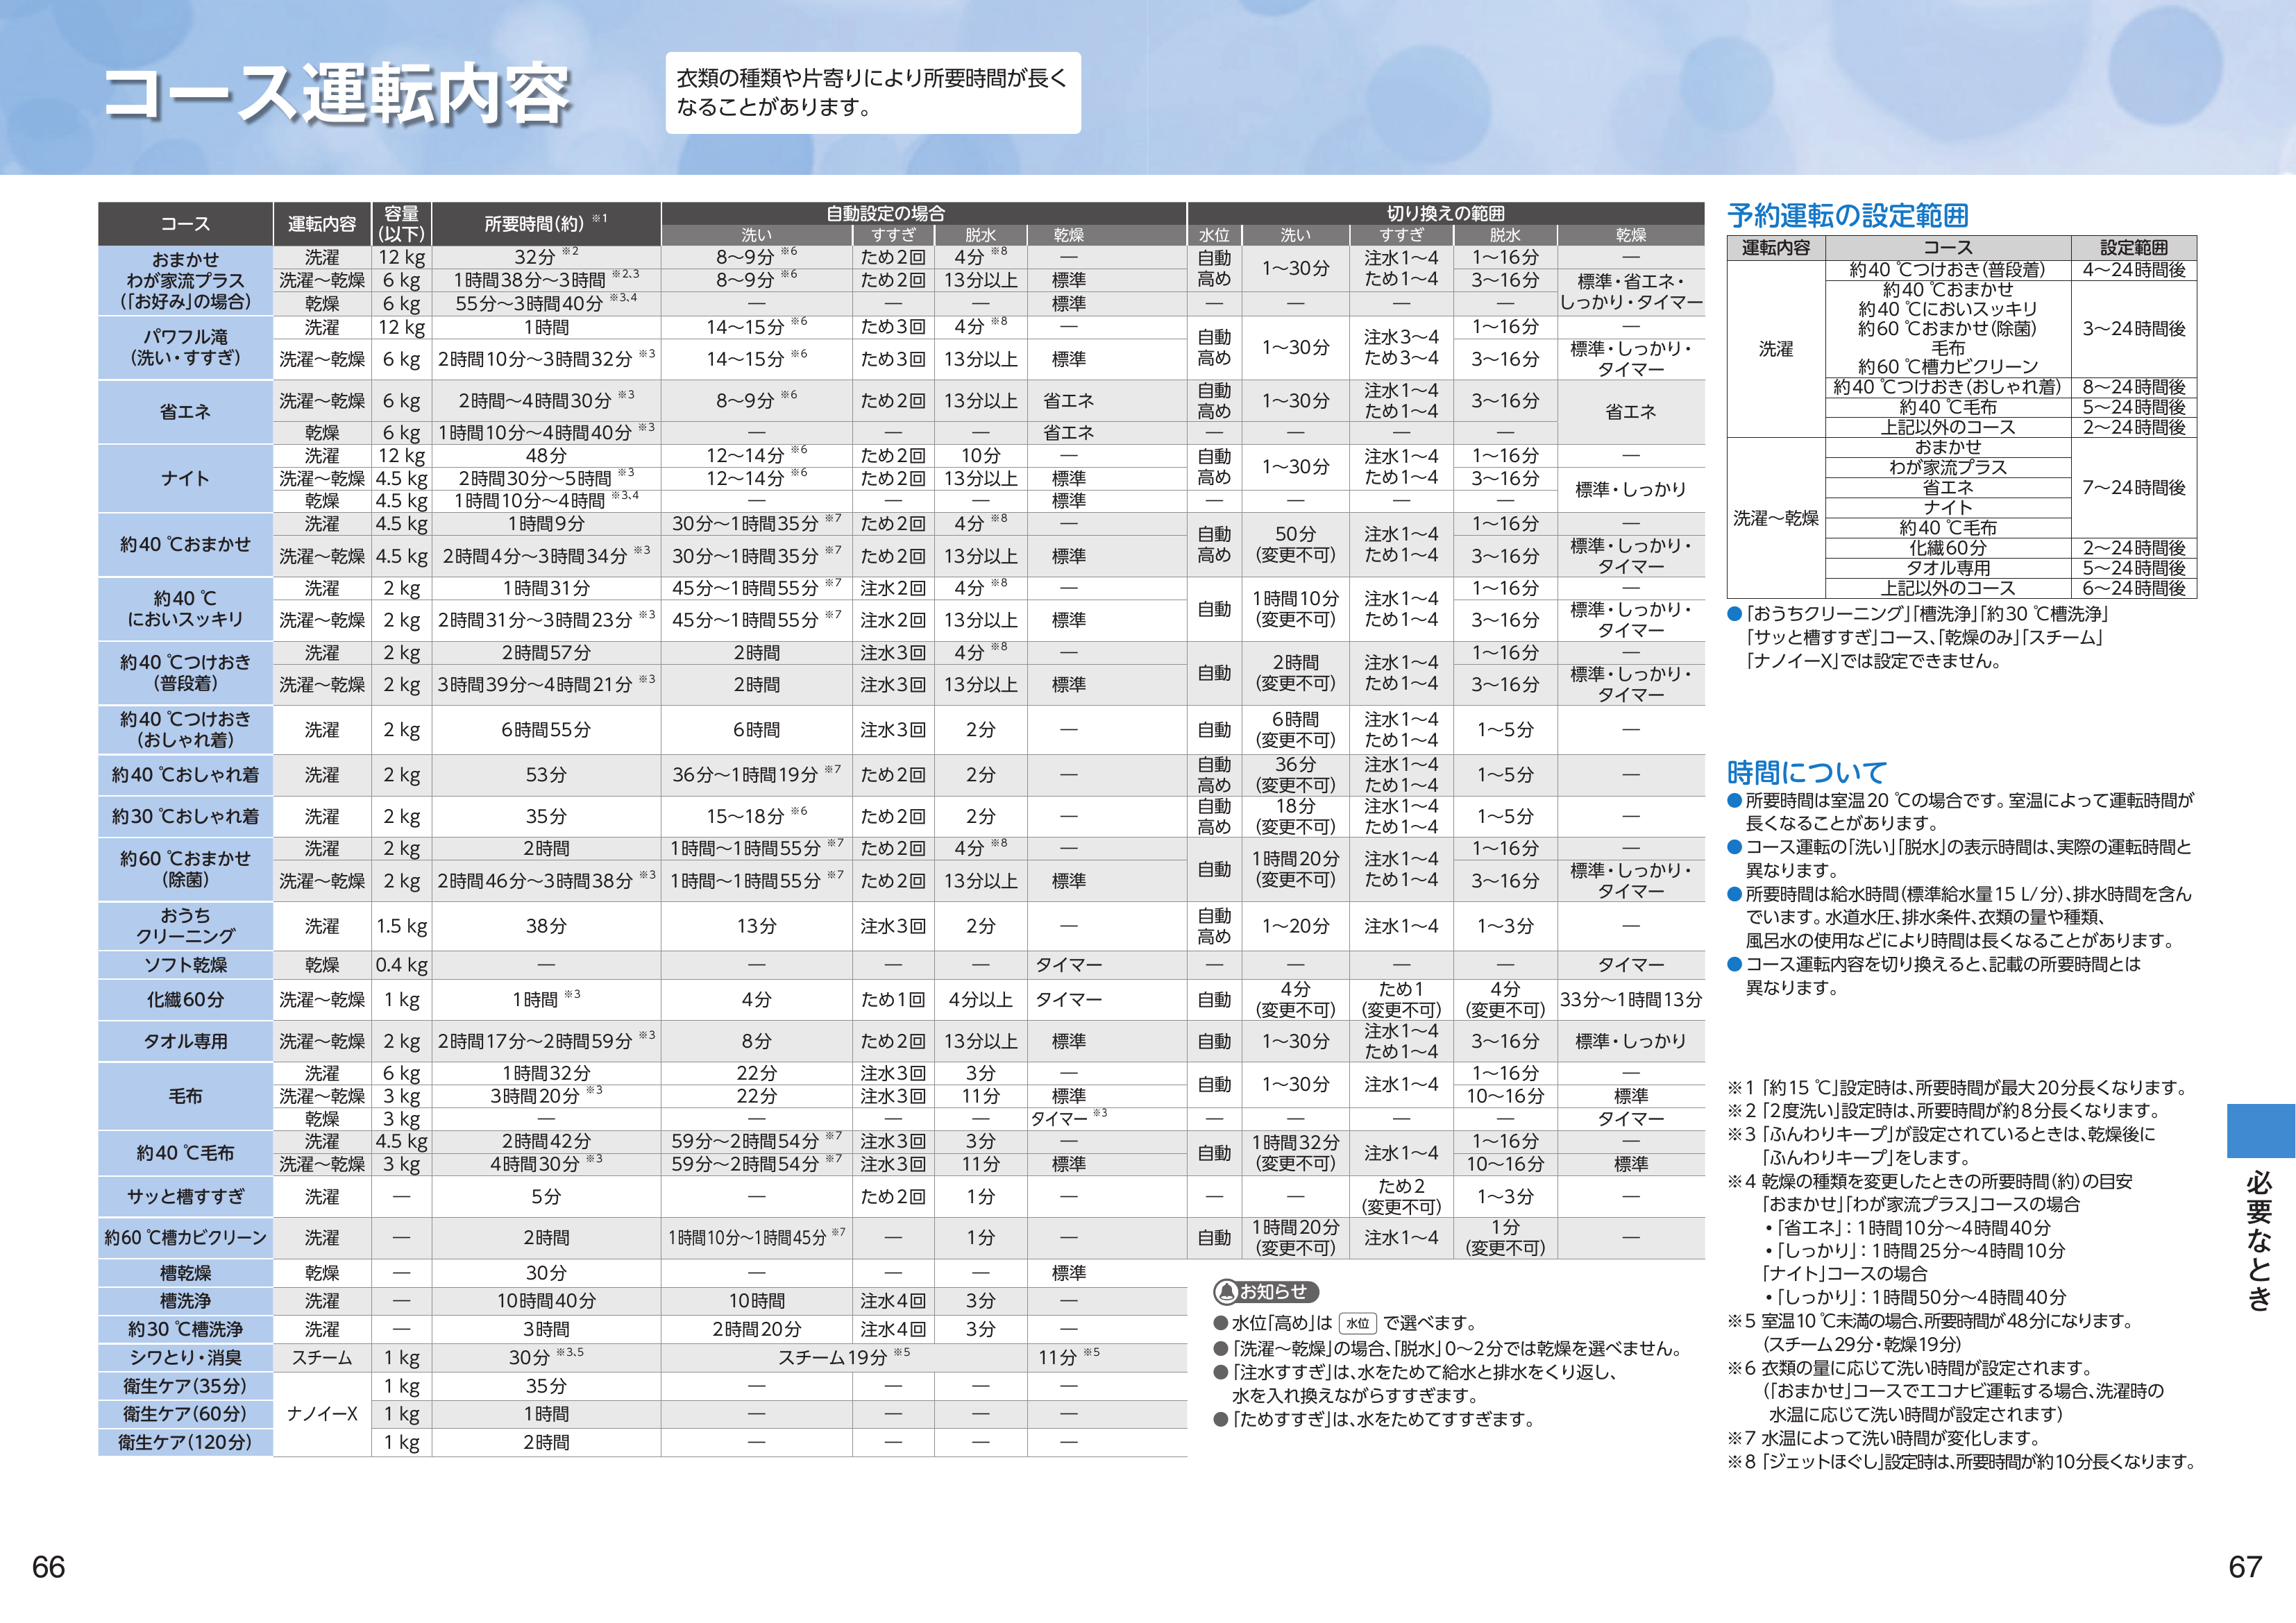 コース運転内容
衣類の種類や片寄りにより所要時間が長く
なることがあります。
コース 運転内容 容量(以下) 所要時間(約)※1 自動設定の場合 切り換えの範囲
洗い すすぎ 脱水 乾燥 水位 洗い すすぎ 脱水 乾燥
おまかせ わが家流プラス (「お好み」の場合) 洗濯 12 kg 32分※2 8～9分※6 ため2回 4分※8 ― 自動 高め 1～30分 注水1～4 ため1～4 1～16分 ―
洗濯～乾燥 6 kg 1時間38分～3時間※2,3 8～9分※6 ため2回 13分以上 標準 3～16分 標準・省エネ・しっかり・タイマー
乾燥 6 kg 55分～3時間40分※3,4 ― ― ― 標準 ― ― ― ―
パワフル滝 (洗い・すすぎ) 洗濯 12 kg 1時間 14～15分※6 ため3回 4分※8 ― 自動 高め 1～30分 注水3～4 ため3～4 1～16分 ―
洗濯～乾燥 6 kg 2時間10分～3時間32分※3 14～15分※6 ため3回 13分以上 標準 3～16分 標準・しっかり・タイマー
省エネ 洗濯～乾燥 6 kg 2時間～4時間30分※3 8～9分※6 ため2回 13分以上 省エネ 自動 高め 1～30分 注水1～4 ため1～4 3～16分 省エネ
乾燥 6 kg 1時間10分～4時間40分※3 ― ― ― 省エネ ― ― ― ―
ナイト 洗濯 12 kg 48分 12～14分※6 ため2回 10分 ― 自動 高め 1～30分 注水1～4 ため1～4 1～16分 ―
洗濯～乾燥 4.5 kg 2時間30分～5時間※3 12～14分※6 ため2回 13分以上 標準 3～16分 標準・しっかり
乾燥 4.5 kg 1時間10分～4時間※3,4 ― ― ― 標準 ― ― ― ―
約40 ℃おまかせ 洗濯 4.5 kg 1時間9分 30分～1時間35分※7 ため2回 4分※8 ― 自動 高め 50分 (変更不可) 注水1～4 ため1～4 1～16分 ―
洗濯～乾燥 4.5 kg 2時間4分～3時間34分※3 30分～1時間35分※7 ため2回 13分以上 標準 3～16分 標準・しっかり・タイマー
約40 ℃ においスッキリ 洗濯 2 kg 1時間31分 45分～1時間55分※7 注水2回 4分※8 ― 自動 1時間10分 (変更不可) 注水1～4 ため1～4 1～16分 ―
洗濯～乾燥 2 kg 2時間31分～3時間23分※3 45分～1時間55分※7 注水2回 13分以上 標準 3～16分 標準・しっかり・タイマー
約40 ℃つけおき (普段着) 洗濯 2 kg 2時間57分 2時間 注水3回 4分※8 ― 自動 2時間 (変更不可) 注水1～4 ため1～4 1～16分 ―
洗濯～乾燥 2 kg 3時間39分～4時間21分※3 2時間 注水3回 13分以上 標準 3～16分 標準・しっかり・タイマー
約40 ℃つけおき (おしゃれ着) 洗濯 2 kg 6時間55分 6時間 注水3回 2分 ― 自動 6時間 (変更不可) 注水1～4 ため1～4 1～5分 ―
約40 ℃おしゃれ着 洗濯 2 kg 53分 36分～1時間19分※7 ため2回 2分 ― 自動 高め 36分 (変更不可) 注水1～4 ため1～4 1～5分 ―
約30 ℃おしゃれ着 洗濯 2 kg 35分 15～18分※6 ため2回 2分 ― 自動 高め 18分 (変更不可) 注水1～4 ため1～4 1～5分 ―
約60 ℃おまかせ (除菌) 洗濯 2 kg 2時間 1時間～1時間55分※7 ため2回 4分※8 ― 自動 1時間20分 (変更不可) 注水1～4 ため1～4 1～16分 ―
洗濯～乾燥 2 kg 2時間46分～3時間38分※3 1時間～1時間55分※7 ため2回 13分以上 標準 3～16分 標準・しっかり・タイマー
おうち クリーニング 洗濯 1.5 kg 38分 13分 注水3回 2分 ― 自動 高め 1～20分 注水1～4 1～3分 ―
ソフト乾燥 乾燥 0.4 kg ― ― ― ― タイマー ― ― ― ― タイマー
化繊60分 洗濯～乾燥 1 kg 1時間※3 4分 ため1回 4分以上 タイマー 自動 4分 (変更不可) ため1 (変更不可) 4分 (変更不可) 33分～1時間13分
タオル専用 洗濯～乾燥 2 kg 2時間17分～2時間59分※3 8分 ため2回 13分以上 標準 自動 1～30分 注水1～4 ため1～4 3～16分 標準・しっかり
毛布 洗濯 6 kg 1時間32分 22分 注水3回 3分 ― 自動 1～30分 注水1～4 1～16分 ―
洗濯～乾燥 3 kg 3時間20分※3 22分 注水3回 11分 標準 10～16分 標準
乾燥 3 kg ― ― ― ― タイマー※3 ― ― ― ― タイマー
約40 ℃毛布 洗濯 4.5 kg 2時間42分 59分～2時間54分※7 注水3回 3分 ― 自動 1時間32分 (変更不可) 注水1～4 1～16分 ―
洗濯～乾燥 3 kg 4時間30分※3 59分～2時間54分※7 注水3回 11分 標準 10～16分 標準
サッと槽すすぎ 洗濯 ― 5分 ― ため2回 1分 ― ― ― ため2 (変更不可) 1～3分 ―
約60 ℃槽カビクリーン 洗濯 ― 2時間 1時間10分～1時間45分※7 ― 1分 ― 自動 1時間20分 (変更不可) 注水1～4 1分 (変更不可) ―
槽乾燥 乾燥 ― 30分 ― ― ― 標準
槽洗浄 洗濯 ― 10時間40分 10時間 注水4回 3分 ―
約30 ℃槽洗浄 洗濯 ― 3時間 2時間20分 注水4回 3分 ―
シワとり・消臭 スチーム 1 kg 30分※3,5 スチーム19分※5 11分※5
衛生ケア(35分) ナノイーX 1 kg 35分 ― ― ― ―
衛生ケア(60分) 1 kg 1時間 ― ― ― ―
衛生ケア(120分) 1 kg 2時間 ― ― ― ―
お知らせ
●水位「高め」は 水位 で選べます。
●「洗濯～乾燥」の場合、「脱水」0～2分では乾燥を選べません。
●「注水すすぎ」は、水をためて給水と排水をくり返し、
水を入れ換えながらすすぎます。
●「ためすすぎ」は、水をためてすすぎます。
予約運転の設定範囲
運転内容 コース 設定範囲
洗濯 約40 ℃つけおき(普段着) 4～24時間後
約40 ℃おまかせ
約40 ℃においスッキリ
約60 ℃おまかせ(除菌) 3～24時間後
毛布
約60 ℃槽カビクリーン
約40 ℃つけおき(おしゃれ着) 8～24時間後
約40 ℃毛布 5～24時間後
上記以外のコース 2～24時間後
洗濯～乾燥 おまかせ
わが家流プラス
省エネ 7～24時間後
ナイト
約40 ℃毛布
化繊60分 2～24時間後
タオル専用 5～24時間後
上記以外のコース 6～24時間後
●「おうちクリーニング」「槽洗浄」「約30 ℃槽洗浄」
「サッと槽すすぎ」コース、「乾燥のみ」「スチーム」
「ナノイーX」では設定できません。
時間について
●所要時間は室温20 ℃の場合です。室温によって運転時間が
長くなることがあります。
●コース運転の「洗い」「脱水」の表示時間は、実際の運転時間と
異なります。
●所要時間は給水時間(標準給水量15 L/分)、排水時間を含ん
でいます。水道水圧、排水条件、衣類の量や種類、
風呂水の使用などにより時間は長くなることがあります。
●コース運転内容を切り換えると、記載の所要時間とは
異なります。
※1「約15 ℃」設定時は、所要時間が最大20分長くなります。
※2「2度洗い」設定時は、所要時間が約8分長くなります。
※3「ふんわりキープ」が設定されているときは、乾燥後に
「ふんわりキープ」をします。
※4 乾燥の種類を変更したときの所要時間(約)の目安
「おまかせ」「わが家流プラス」コースの場合
・「省エネ」：1時間10分～4時間40分
・「しっかり」：1時間25分～4時間10分
「ナイト」コースの場合
・「しっかり」：1時間50分～4時間40分
※5 室温10 ℃未満の場合、所要時間が48分になります。
(スチーム29分・乾燥19分)
※6 衣類の量に応じて洗い時間が設定されます。
(「おまかせ」コースでエコナビ運転する場合、洗濯時の
水温に応じて洗い時間が設定されます)
※7 水温によって洗い時間が変化します。
※8「ジェットほぐし」設定時は、所要時間が約10分長くなります。
必要なとき
66
67